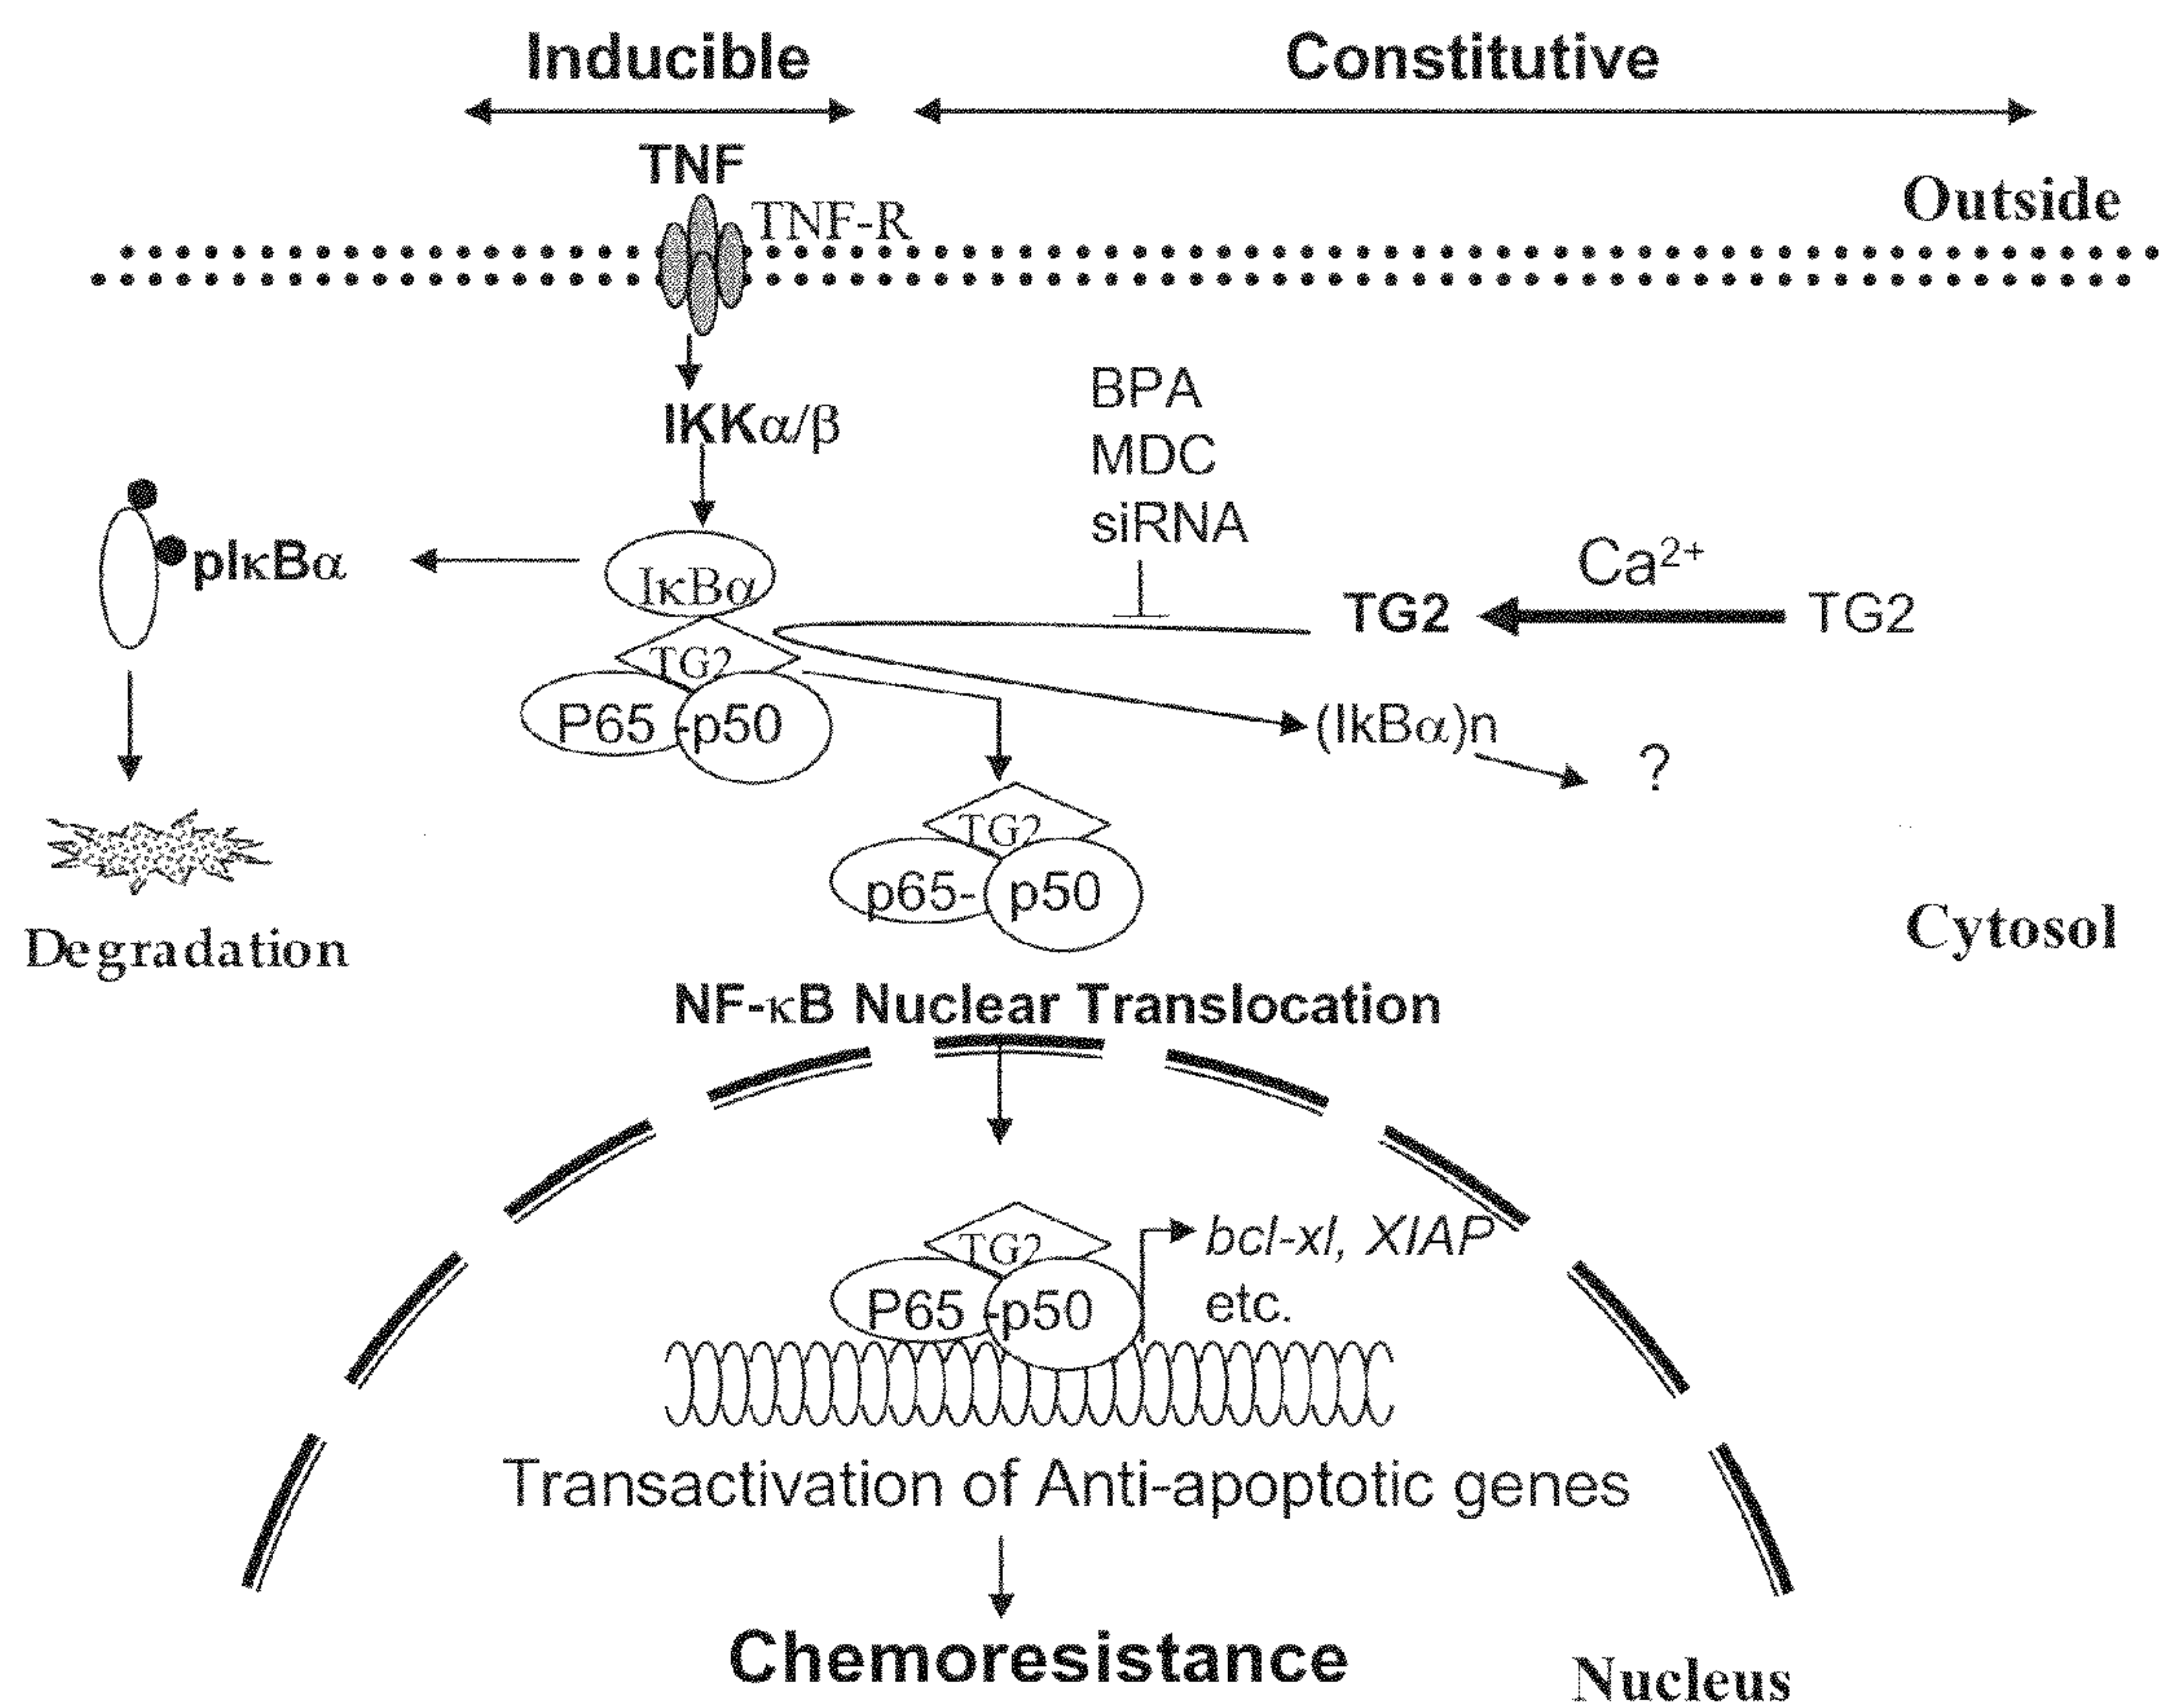 Inducible
Constitutive
TNF
TNF-R
Outside
IKKα/β
BPA
MDC
siRNA
pIκBα
IκBα
Ca²⁺
TG2
TG2
TG2
P65-p50
(IkBα)n
?
TG2
p65-p50
Degradation
Cytosol
NF-κB Nuclear Translocation
TG2
P65-p50
bcl-xl, XIAP
etc.
Transactivation of Anti-apoptotic genes
Chemoresistance
Nucleus